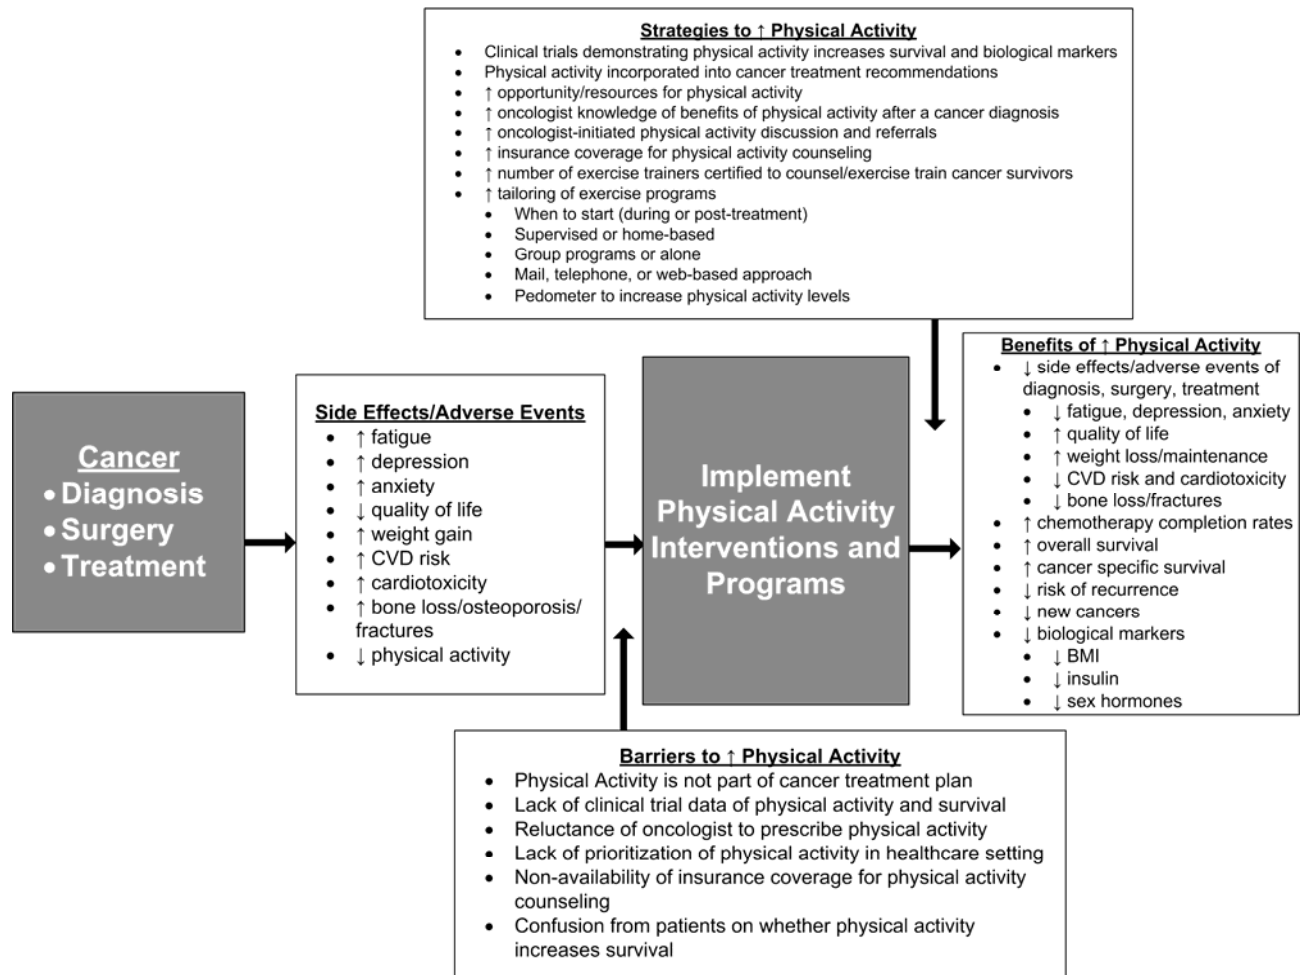 Strategies to ↑ Physical Activity
• Clinical trials demonstrating physical activity increases survival and biological markers
• Physical activity incorporated into cancer treatment recommendations
• ↑ opportunity/resources for physical activity
• ↑ oncologist knowledge of benefits of physical activity after a cancer diagnosis
• ↑ oncologist-initiated physical activity discussion and referrals
• ↑ insurance coverage for physical activity counseling
• ↑ number of exercise trainers certified to counsel/exercise train cancer survivors
• ↑ tailoring of exercise programs
• When to start (during or post-treatment)
• Supervised or home-based
• Group programs or alone
• Mail, telephone, or web-based approach
• Pedometer to increase physical activity levels
Cancer
• Diagnosis
• Surgery
• Treatment
Side Effects/Adverse Events
• ↑ fatigue
• ↑ depression
• ↑ anxiety
• ↓ quality of life
• ↑ weight gain
• ↑ CVD risk
• ↑ cardiotoxicity
• ↑ bone loss/osteoporosis/
fractures
• ↓ physical activity
Implement
Physical Activity
Interventions and
Programs
Benefits of ↑ Physical Activity
• ↓ side effects/adverse events of
diagnosis, surgery, treatment
• ↓ fatigue, depression, anxiety
• ↑ quality of life
• ↑ weight loss/maintenance
• ↓ CVD risk and cardiotoxicity
• ↓ bone loss/fractures
• ↑ chemotherapy completion rates
• ↑ overall survival
• ↑ cancer specific survival
• ↓ risk of recurrence
• ↓ new cancers
• ↓ biological markers
• ↓ BMI
• ↓ insulin
• ↓ sex hormones
Barriers to ↑ Physical Activity
• Physical Activity is not part of cancer treatment plan
• Lack of clinical trial data of physical activity and survival
• Reluctance of oncologist to prescribe physical activity
• Lack of prioritization of physical activity in healthcare setting
• Non-availability of insurance coverage for physical activity
counseling
• Confusion from patients on whether physical activity
increases survival